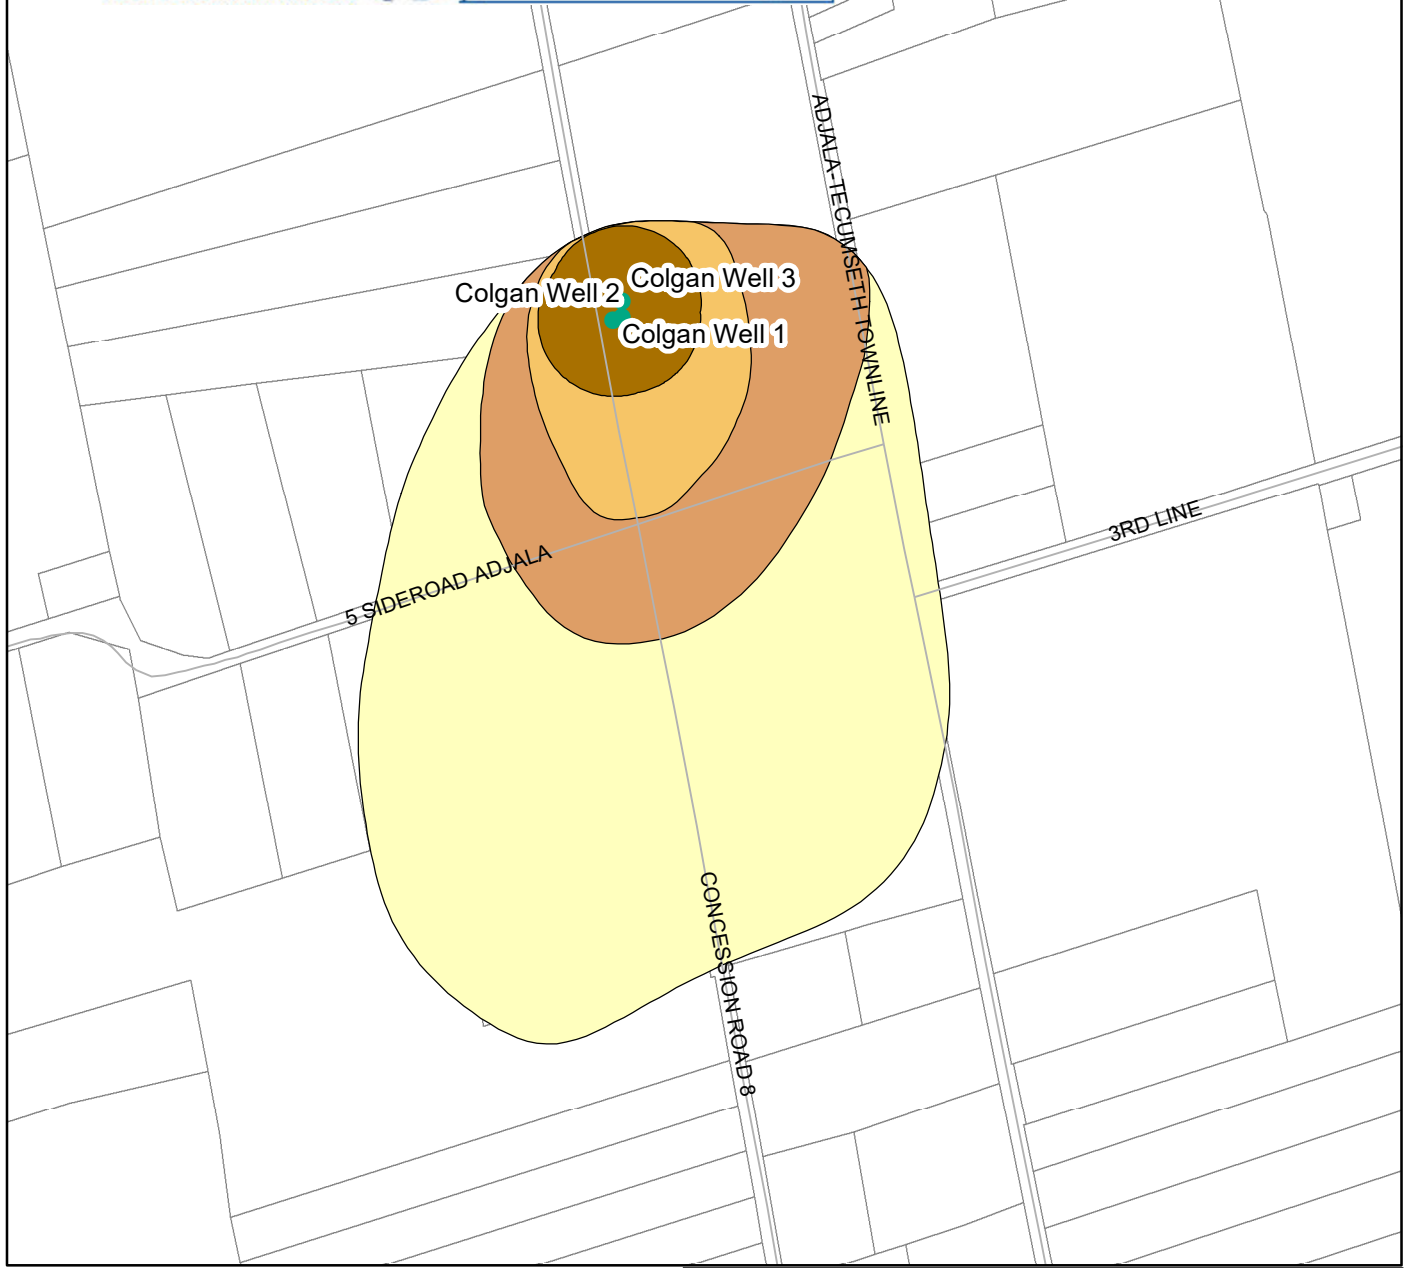 ADJALA-TECUMSETH TOWNLINE
Colgan Well 3
Colgan Well 2
Colgan Well 1
3RD LINE
5 SIDEROAD ADJALA
CONCESSION ROAD 8